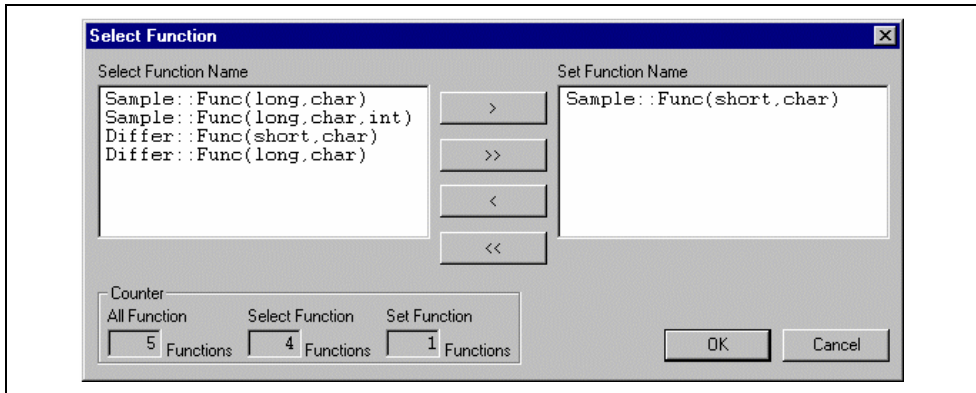 Select Function
Select Function Name
Set Function Name
Sample::Func(long,char)
Sample::Func(long,char,int)
Differ::Func(short,char)
Differ::Func(long,char)
>
>>
<
<<
Sample::Func(short,char)
Counter
All Function Select Function Set Function
5 Functions 4 Functions 1 Functions
OK Cancel